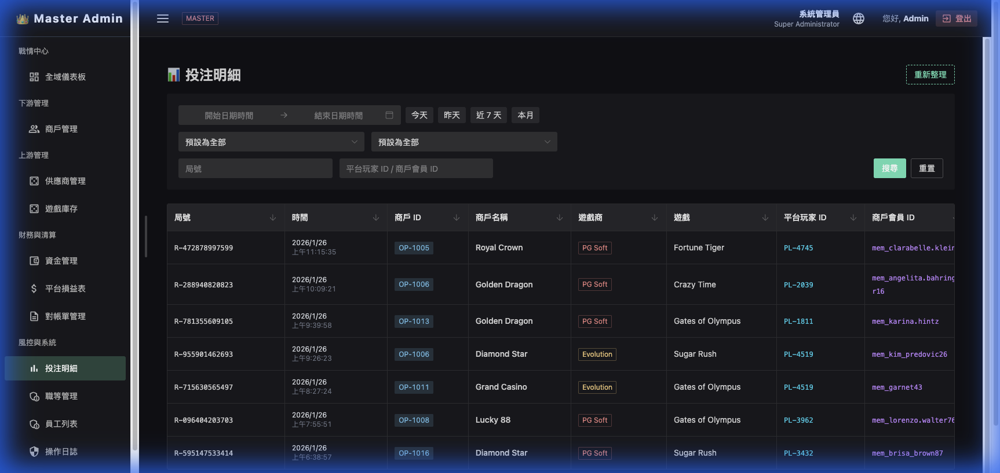 Master Admin
MASTER
系統管理員
Super Administrator
您好, Admin
登出
戰情中心
全域儀表板
下游管理
商戶管理
上游管理
供應商管理
遊戲庫存
財務與清算
資金管理
平台損益表
對帳單管理
風控與系統
投注明細
職等管理
員工列表
操作日誌
投注明細
重新整理
開始日期時間 → 結束日期時間
今天 昨天 近 7 天 本月
預設為全部 預設為全部
局號 平台玩家 ID / 商戶會員 ID
搜尋 重置
局號 時間 商戶 ID 商戶名稱 遊戲商 遊戲 平台玩家 ID 商戶會員 ID
R-472878997599 2026/1/26 上午11:15:35 OP-1005 Royal Crown PG Soft Fortune Tiger PL-4745 mem_clarabelle.klein
R-288940820823 2026/1/26 上午10:09:21 OP-1006 Golden Dragon PG Soft Crazy Time PL-2039 mem_angelita.bahring
r16
R-781355609105 2026/1/26 上午9:39:58 OP-1013 Golden Dragon PG Soft Gates of Olympus PL-1811 mem_karina.hintz
R-955901462693 2026/1/26 上午9:26:23 OP-1006 Diamond Star Evolution Sugar Rush PL-4519 mem_kim_predovic26
R-715630565497 2026/1/26 上午8:27:24 OP-1011 Grand Casino Evolution Gates of Olympus PL-4519 mem_garnet43
R-096404203703 2026/1/26 上午7:55:51 OP-1008 Lucky 88 PG Soft Gates of Olympus PL-3962 mem_lorenzo.walter76
R-595147533414 2026/1/26 上午6:38:57 OP-1016 Diamond Star PG Soft Sugar Rush PL-3432 mem_brisa_brown87